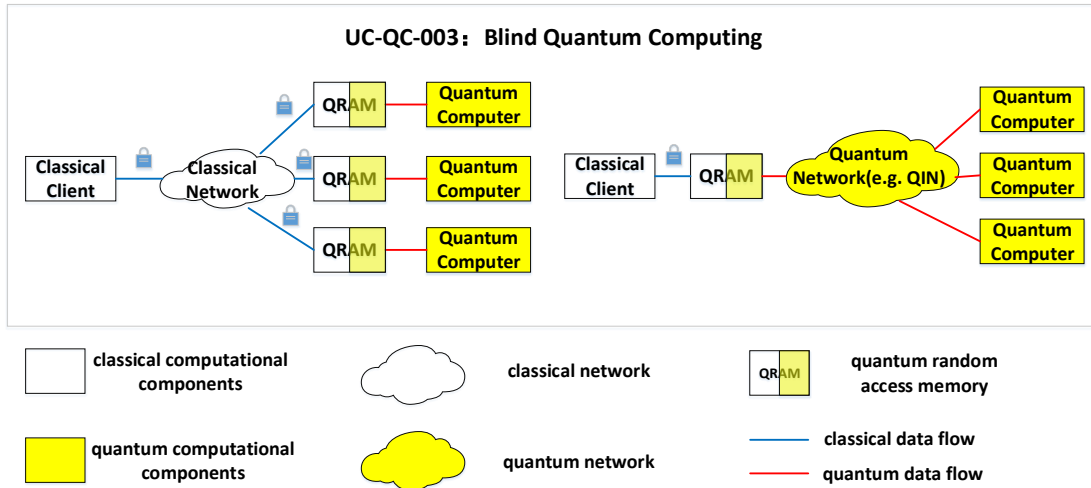 UC-QC-003：Blind Quantum Computing
Classical
Client
Classical
Network
QRAM
Quantum
Computer
QRAM
Quantum
Computer
QRAM
Quantum
Computer
Classical
Client
QRAM
Quantum
Network(e.g. QIN)
Quantum
Computer
Quantum
Computer
Quantum
Computer
classical computational
components
classical network
QRAM
quantum random
access memory
quantum computational
components
quantum network
classical data flow
quantum data flow